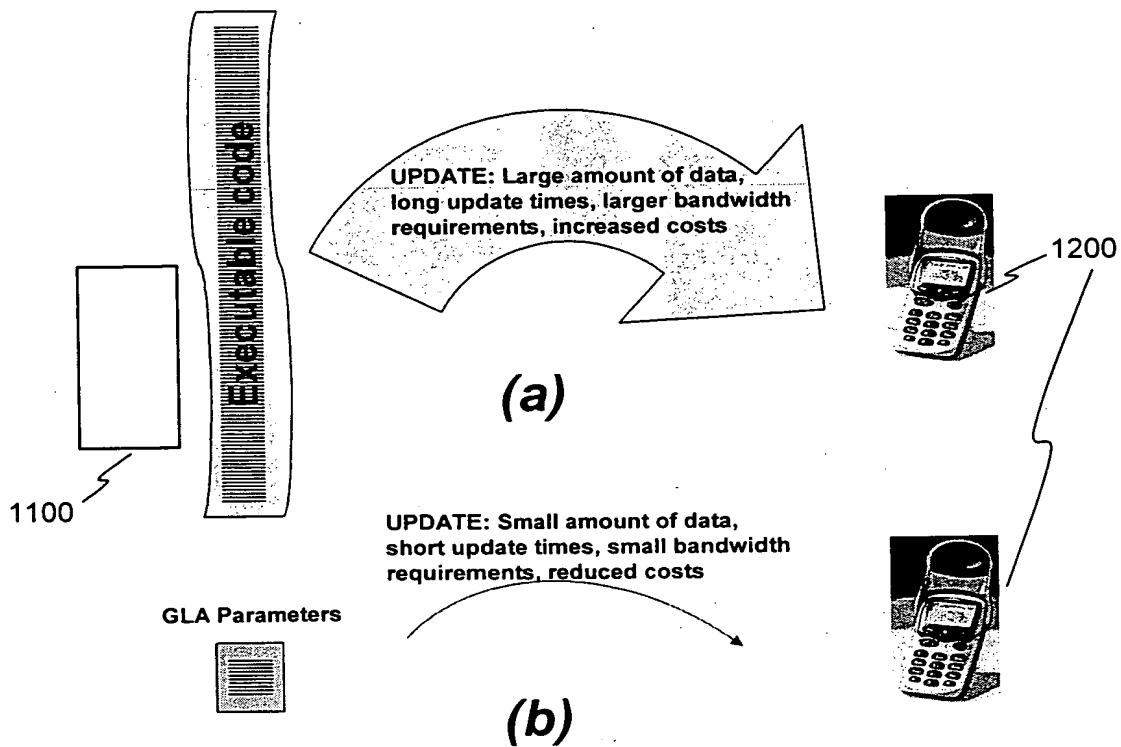 Executable code
UPDATE: Large amount of data,
long update times, larger bandwidth
requirements, increased costs
1200
(a)
1100
UPDATE: Small amount of data,
short update times, small bandwidth
requirements, reduced costs
GLA Parameters
(b)